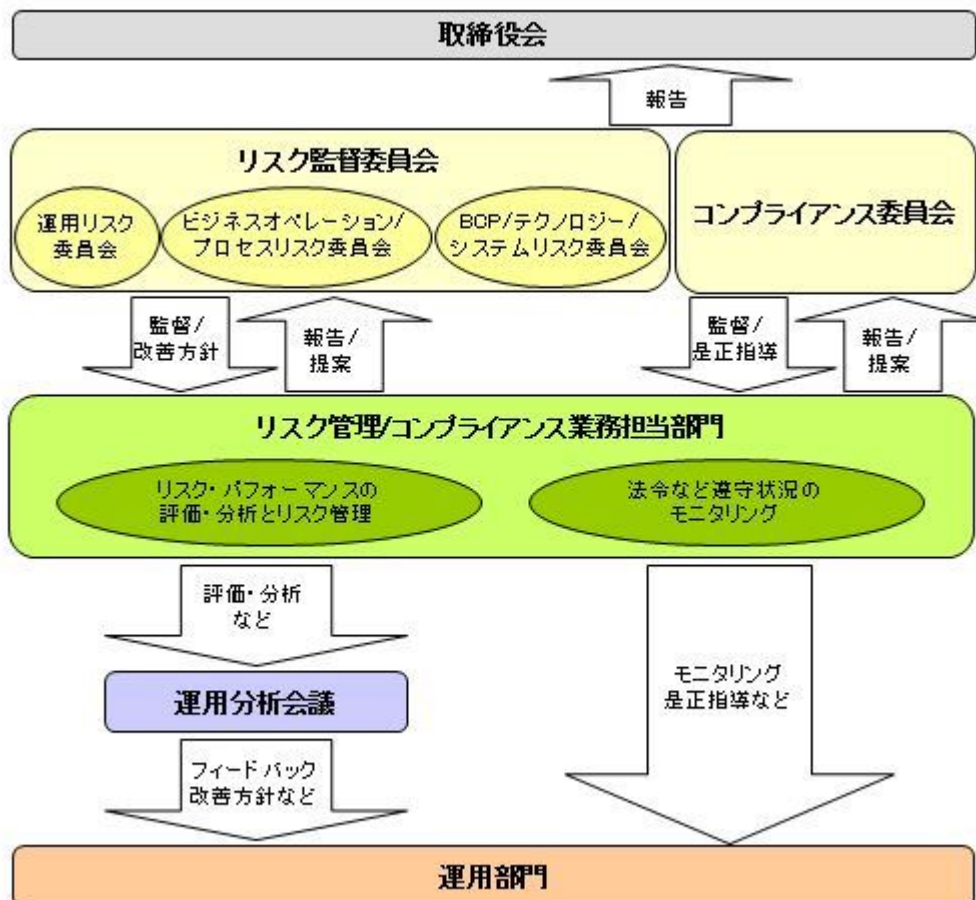 取締役会
報告
リスク監督委員会
運用リスク
委員会
ビジネスオペレーション/
プロセスリスク委員会
BCP/テクノロジー/
システムリスク委員会
コンプライアンス委員会
監督/
改善方針
報告/
提案
監督/
是正指導
報告/
提案
リスク管理/コンプライアンス業務担当部門
リスク・パフォーマンスの
評価・分析とリスク管理
法令など遵守状況の
モニタリング
評価・分析
など
運用分析会議
モニタリング
是正指導など
フィードバック
改善方針など
運用部門